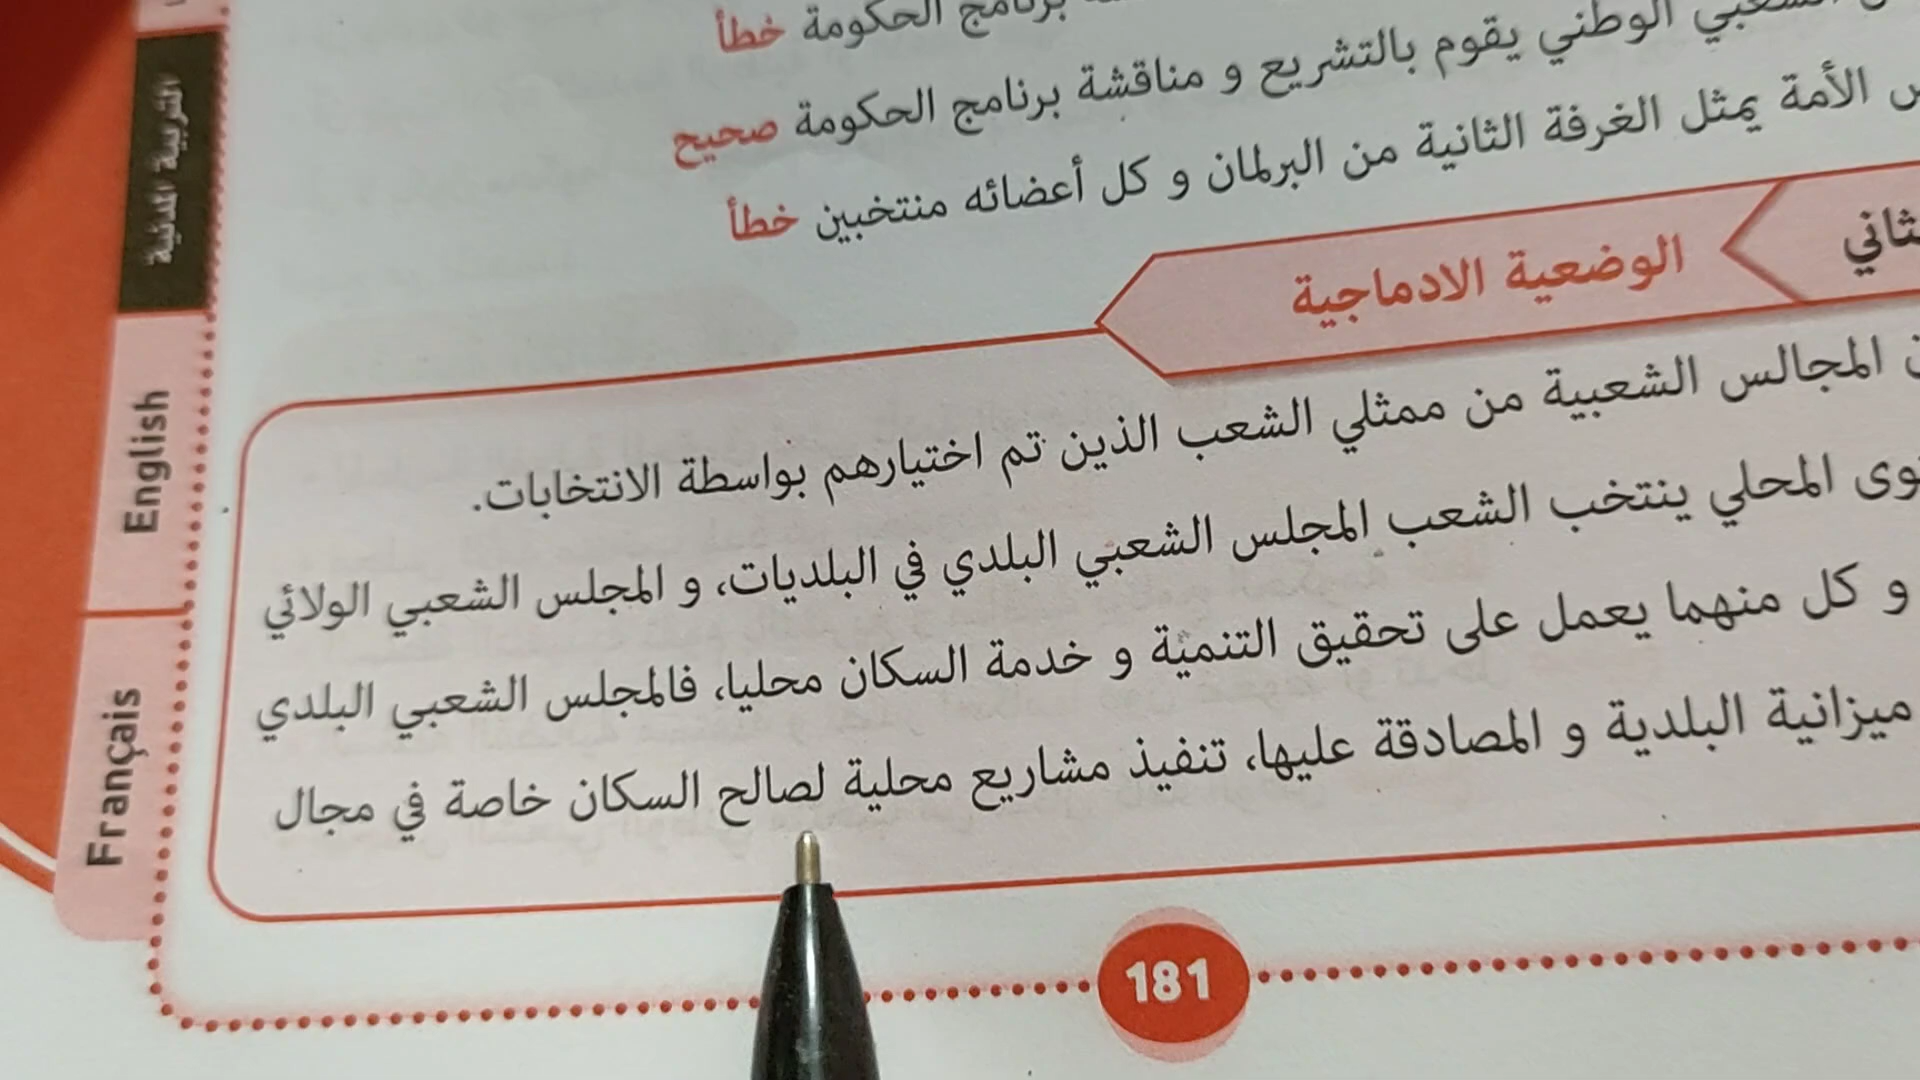 برنامج الحكومة خطأ
الوطني يقوم بالتشريع و مناقشة برنامج الحكومة صحيح
الأمة يمثل الغرفة الثانية من البرلمان و كل أعضائه منتخبين خطأ
الوضعية الادماجية
المجالس الشعبية من ممثلي الشعب الذين تم اختيارهم بواسطة الانتخابات.
المحلي ينتخب الشعب المجلس الشعبي البلدي في البلديات، و المجلس الشعبي الولائي
و كل منهما يعمل على تحقيق التنمية و خدمة السكان محليا، فالمجلس الشعبي البلدي
ميزانية البلدية و المصادقة عليها، تنفيذ مشاريع محلية لصالح السكان خاصة في مجال
181
التربية المدنية
English
Français